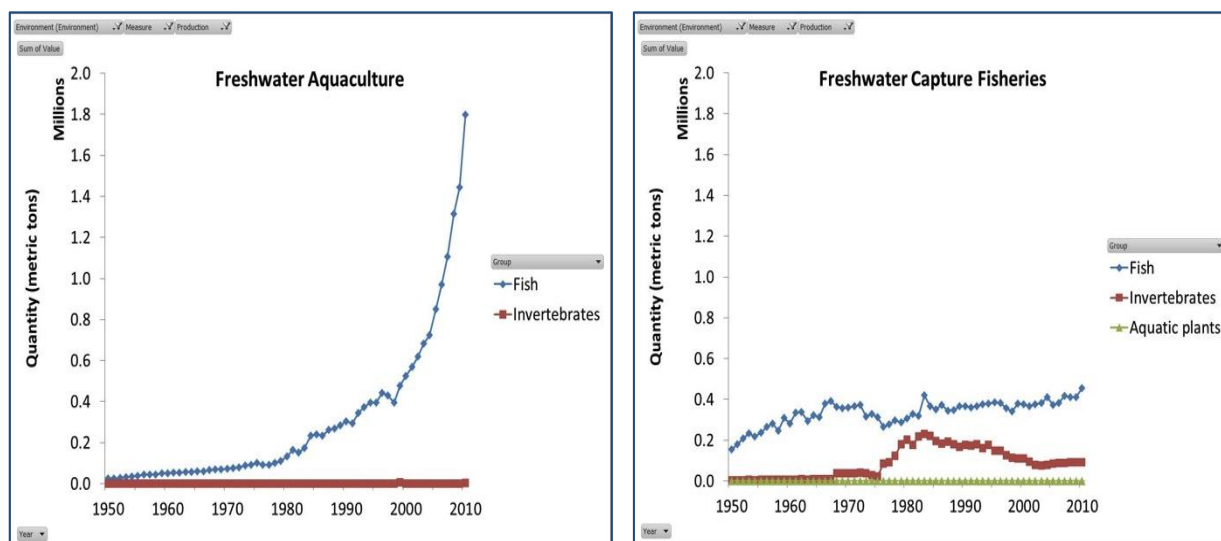 Environment (Environment) Measure Production
Sum of Value
Freshwater Aquaculture
Millions
Quantity (metric tons)
2.0
1.8
1.6
1.4
1.2
1.0
0.8
0.6
0.4
0.2
0.0
1950 1960 1970 1980 1990 2000 2010
Group
Fish
Invertebrates
Year
Environment (Environment) Measure Production
Sum of Value
Freshwater Capture Fisheries
Millions
Quantity (metric tons)
2.0
1.8
1.6
1.4
1.2
1.0
0.8
0.6
0.4
0.2
0.0
1950 1960 1970 1980 1990 2000 2010
Group
Fish
Invertebrates
Aquatic plants
Year